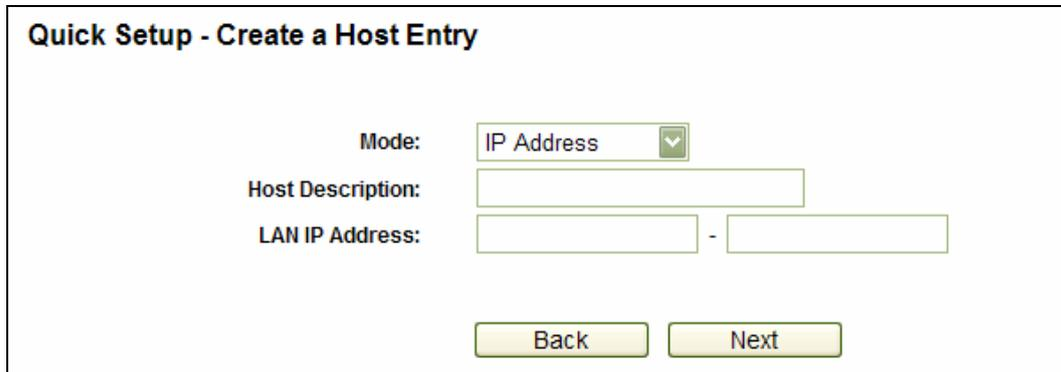 Quick Setup - Create a Host Entry
Mode: IP Address
Host Description:
LAN IP Address: -
Back Next